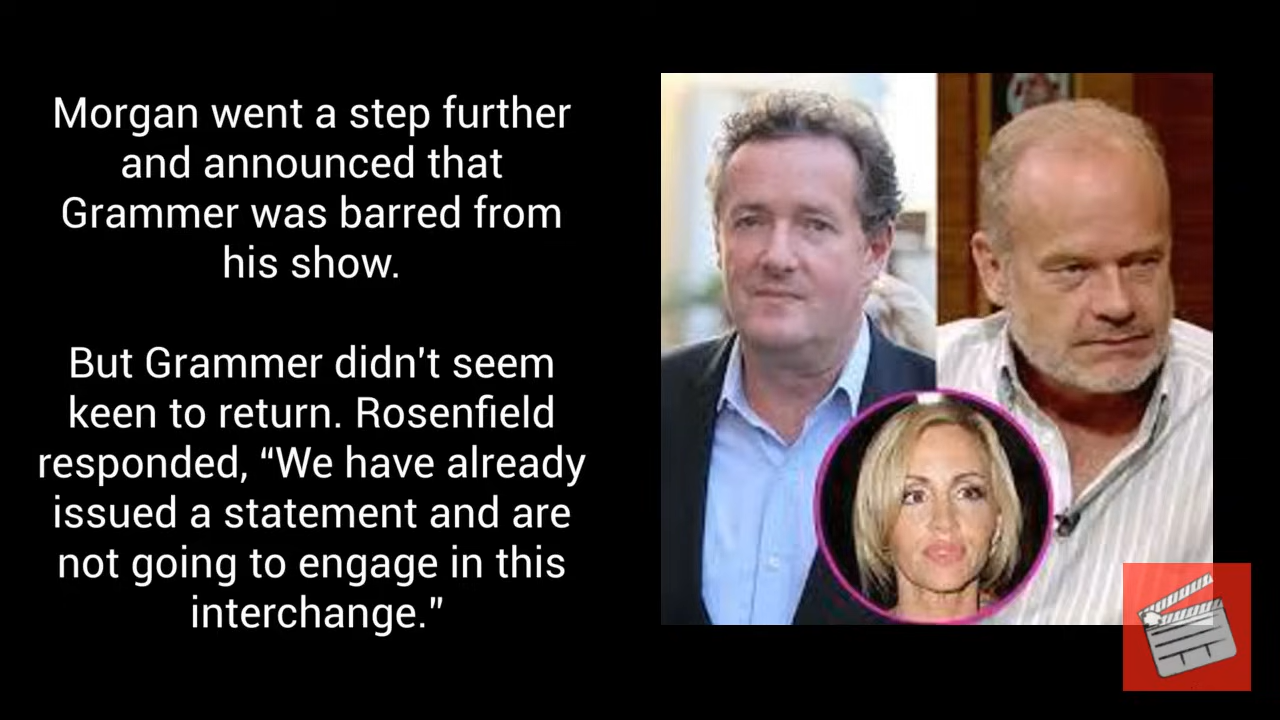 Morgan went a step further
and announced that
Grammer was barred from
his show.
But Grammer didn't seem
keen to return. Rosenfield
responded, “We have already
issued a statement and are
not going to engage in this
interchange.”